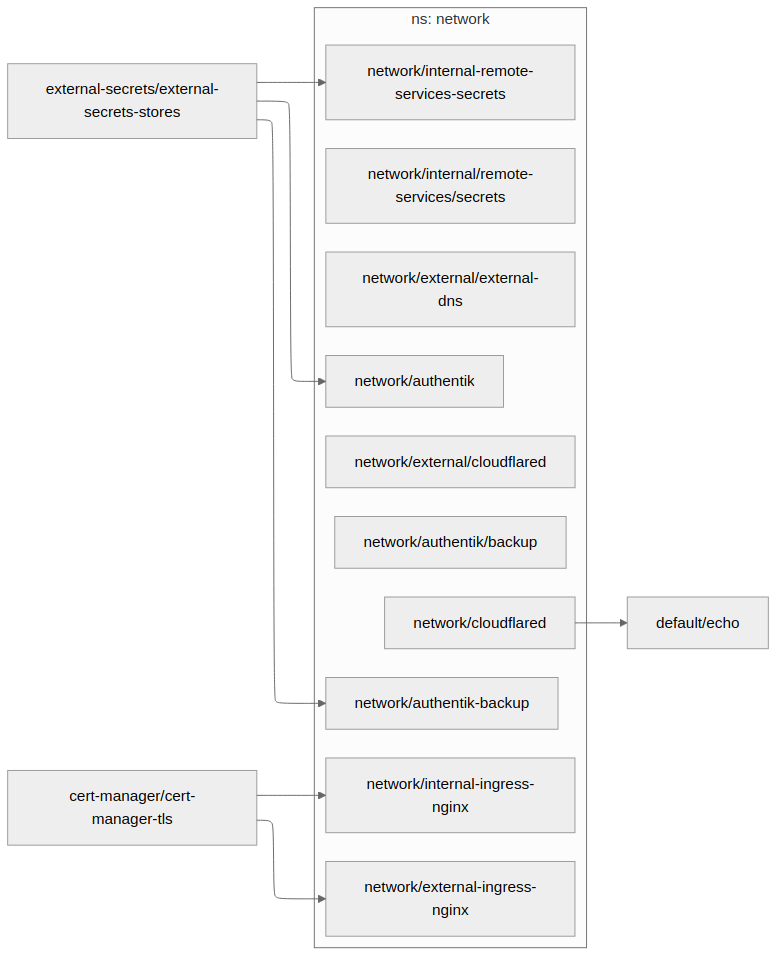 ns: network
network/internal-remote-
services-secrets
external-secrets/external-
secrets-stores
network/internal/remote-
services/secrets
network/external/external-
dns
network/authentik
network/external/cloudflared
network/authentik/backup
network/cloudflared
default/echo
network/authentik-backup
network/internal-ingress-
nginx
cert-manager/cert-
manager-tls
network/external-ingress-
nginx